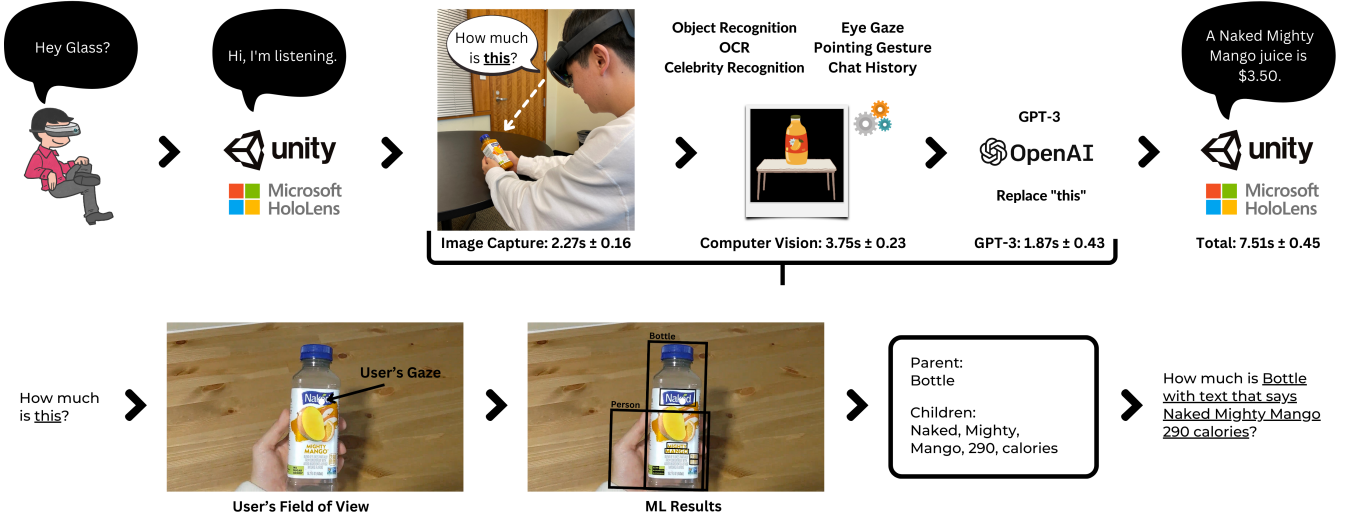 Hey Glass?
Hi, I'm listening.
unity
Microsoft
HoloLens
How much
is this?
Object Recognition
OCR
Celebrity Recognition
Eye Gaze
Pointing Gesture
Chat History
GPT-3
OpenAI
Replace "this"
A Naked Mighty
Mango juice is
$3.50.
unity
Microsoft
HoloLens
Image Capture: 2.27s ± 0.16
Computer Vision: 3.75s ± 0.23
GPT-3: 1.87s ± 0.43
Total: 7.51s ± 0.45
How much
is this?
User's Gaze
Naked
MIGHTY
MANGO
User's Field of View
Bottle
Person
Naked
MIGHTY
MANGO
ML Results
Parent:
Bottle
Children:
Naked, Mighty,
Mango, 290, calories
How much is Bottle
with text that says
Naked Mighty Mango
290 calories?